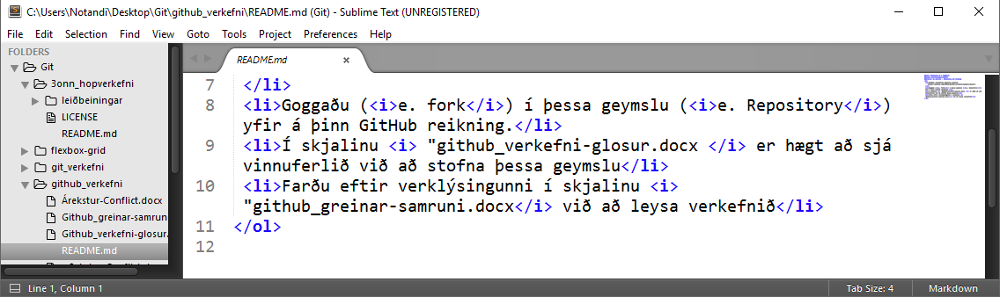 C:\Users\Notandi\Desktop\Git\github_verkefni\README.md (Git) - Sublime Text (UNREGISTERED)
File Edit Selection Find View Goto Tools Project Preferences Help
FOLDERS
Git
3onn_hopverkefni
leiðbeiningar
LICENSE
README.md
flexbox-grid
git_verkefni
github_verkefni
Árekstur-Conflict.docx
Github_greinar-samruni
Github_verkefni-glosur.
README.md
README.md
7 </li>
8 <li>Goggaðu (<i>e. fork</i>) í þessa geymslu (<i>e. Repository</i>)
yfir á þinn GitHub reikning.</li>
9 <li>Í skjalinu <i> "github_verkefni-glosur.docx </i> er hægt að sjá
vinnuferlið við að stofna þessa geymslu</li>
10 <li>Farðu eftir verklýsingunni í skjalinu <i>
"github_greinar-samruni.docx</i> við að leysa verkefnið</li>
11 </ol>
12
Line 1, Column 1 Tab Size: 4 Markdown